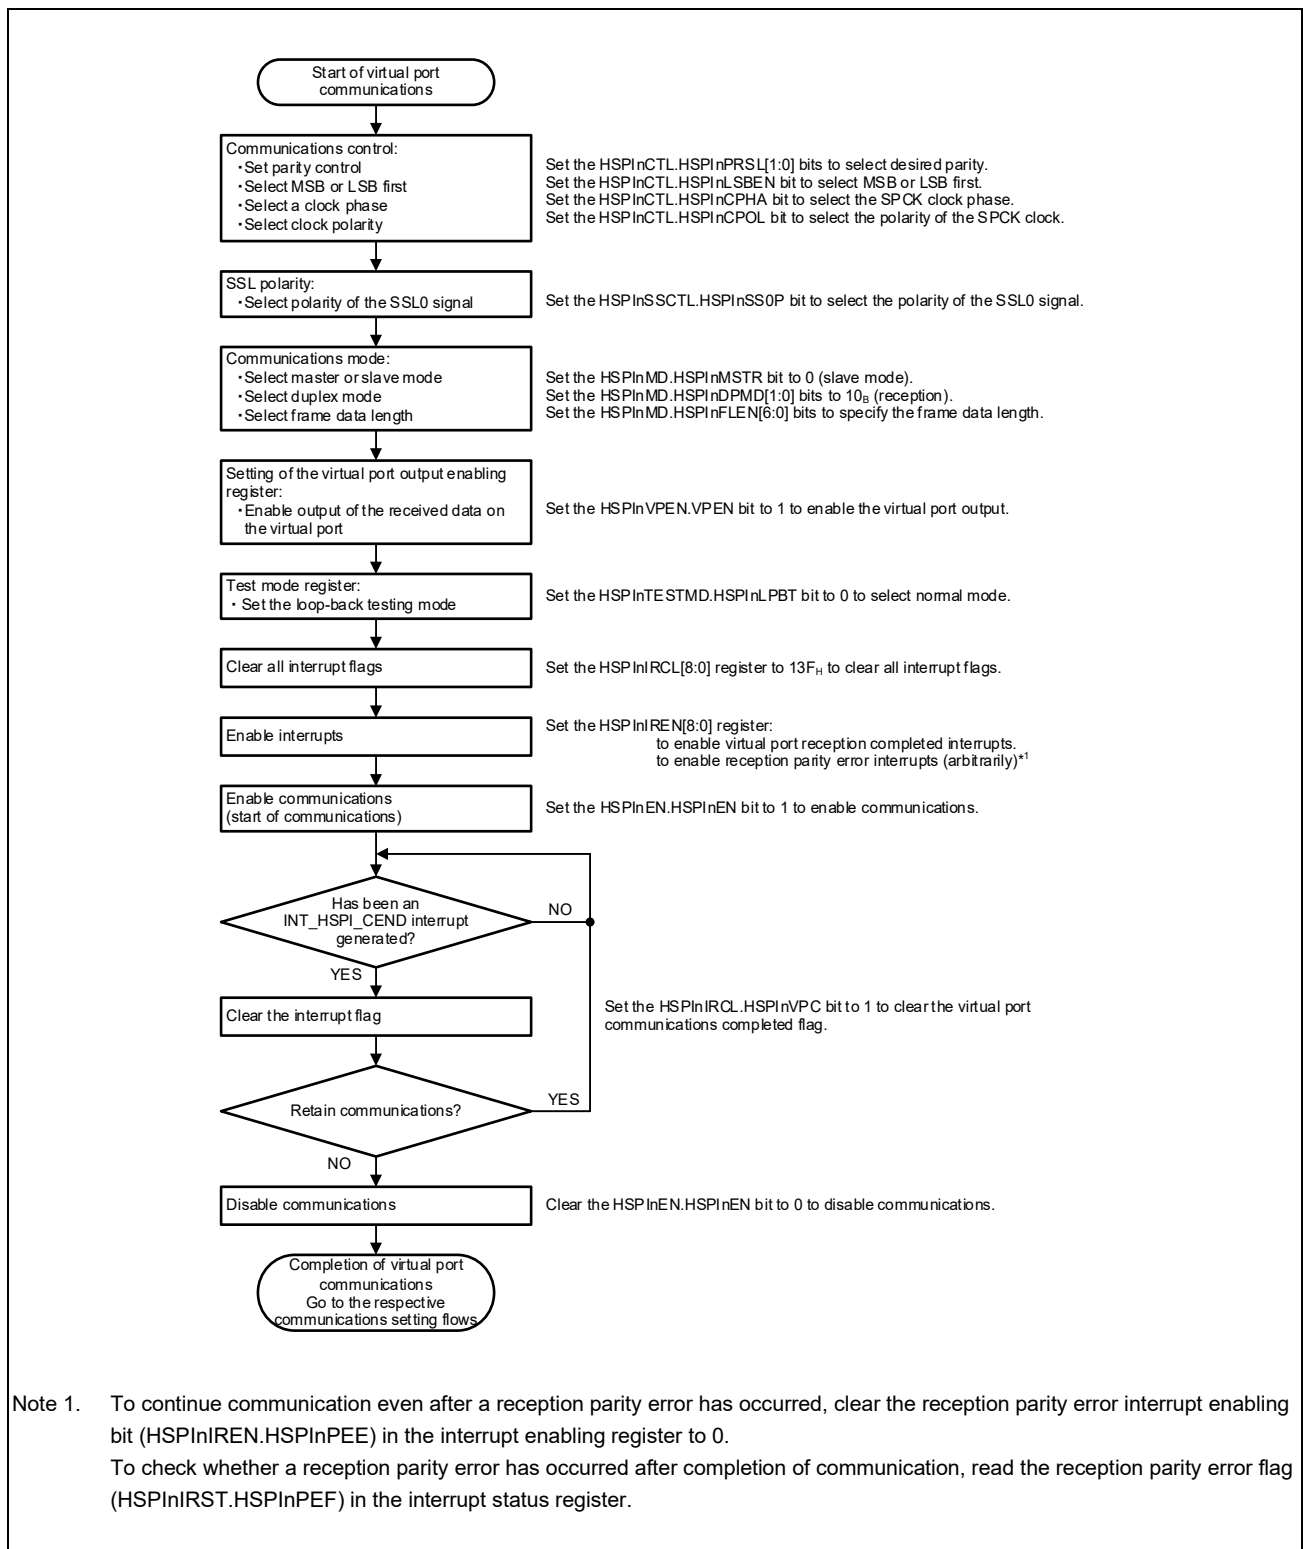 Start of virtual port
communications
Communications control:
・Set parity control
・Select MSB or LSB first
・Select a clock phase
・Select clock polarity
Set the HSPInCTL.HSPInPRSL[1:0] bits to select desired parity.
Set the HSPInCTL.HSPInLSBEN bit to select MSB or LSB first.
Set the HSPInCTL.HSPInCPHA bit to select the SPCK clock phase.
Set the HSPInCTL.HSPInCPOL bit to select the polarity of the SPCK clock.
SSL polarity:
・Select polarity of the SSL0 signal
Set the HSPInSSCTL.HSPInSS0P bit to select the polarity of the SSL0 signal.
Communications mode:
・Select master or slave mode
・Select duplex mode
・Select frame data length
Set the HSPInMD.HSPInMSTR bit to 0 (slave mode).
Set the HSPInMD.HSPInDPMD[1:0] bits to 10B (reception).
Set the HSPInMD.HSPInFLEN[6:0] bits to specify the frame data length.
Setting of the virtual port output enabling
register:
・Enable output of the received data on
the virtual port
Set the HSPInVPEN.VPEN bit to 1 to enable the virtual port output.
Test mode register:
・ Set the loop-back testing mode
Set the HSPInTESTMD.HSPInLPBT bit to 0 to select normal mode.
Clear all interrupt flags
Set the HSPInIRCL[8:0] register to 13FH to clear all interrupt flags.
Enable interrupts
Set the HSPInIREN[8:0] register:
to enable virtual port reception completed interrupts.
to enable reception parity error interrupts (arbitrarily)*1
Enable communications
(start of communications)
Set the HSPInEN.HSPInEN bit to 1 to enable communications.
Has been an
INT_HSPI_CEND interrupt
generated?
NO
YES
Clear the interrupt flag
Set the HSPInIRCL.HSPInVPC bit to 1 to clear the virtual port
communications completed flag.
Retain communications?
YES
NO
Disable communications
Clear the HSPInEN.HSPInEN bit to 0 to disable communications.
Completion of virtual port
communications
Go to the respective
communications setting flows
Note 1. To continue communication even after a reception parity error has occurred, clear the reception parity error interrupt enabling
bit (HSPInIREN.HSPInPEE) in the interrupt enabling register to 0.
To check whether a reception parity error has occurred after completion of communication, read the reception parity error flag
(HSPInIRST.HSPInPEF) in the interrupt status register.